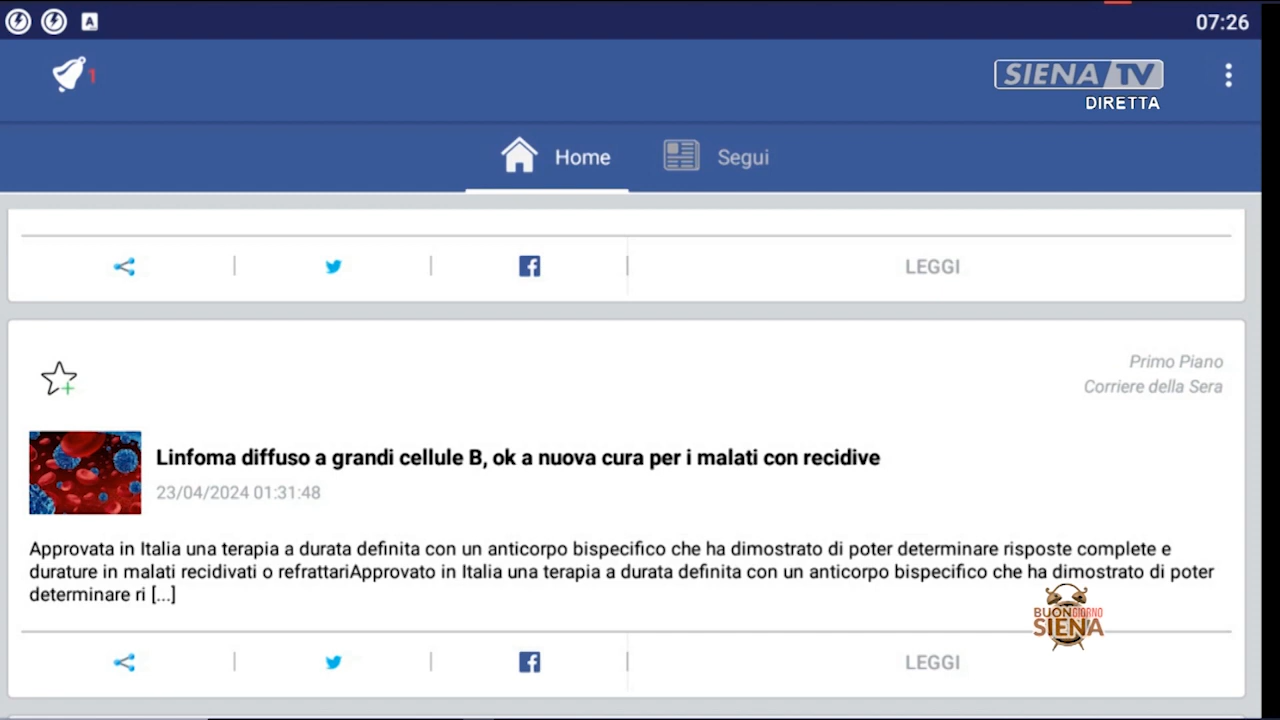 07:26
1
SIENA TV
DIRETTA
Home
Segui
LEGGI
Primo Piano
Corriere della Sera
Linfoma diffuso a grandi cellule B, ok a nuova cura per i malati con recidive
23/04/2024 01:31:48
Approvata in Italia una terapia a durata definita con un anticorpo bispecifico che ha dimostrato di poter determinare risposte complete e
durature in malati recidivati o refrattariApprovato in Italia una terapia a durata definita con un anticorpo bispecifico che ha dimostrato di poter
determinare ri [...]
BUONGIORNO
SIENA
LEGGI